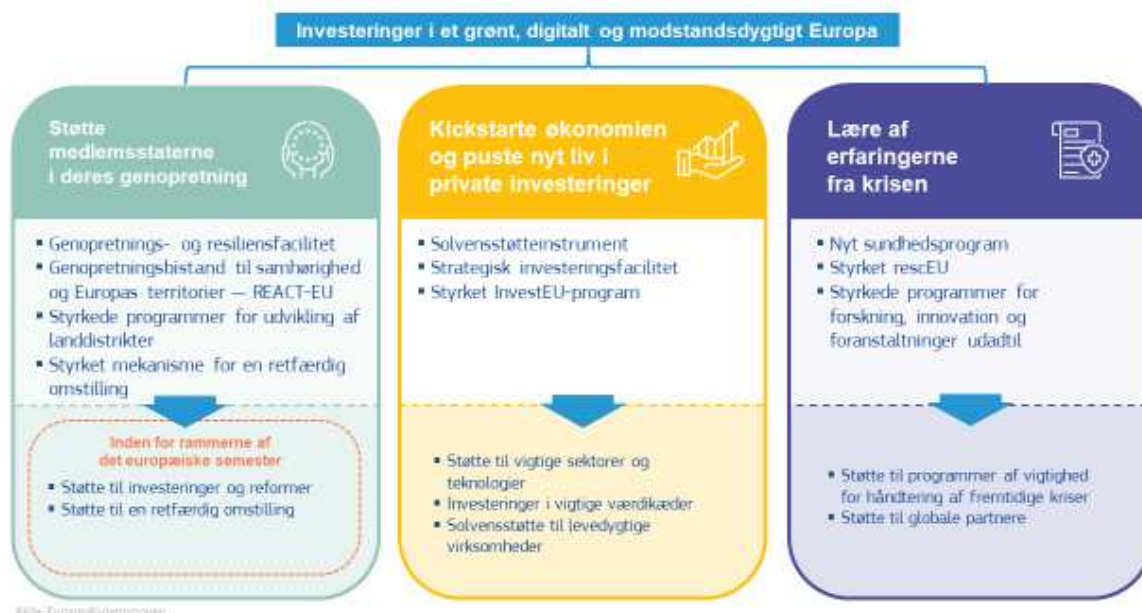 Investeringer i et grønt, digitalt og modstandsdygtigt Europa
Støtte
medlemsstaterne
i deres genopretning
▪ Genopretnings- og resiliensfacilitet
▪ Genopretningsbistand til samhørighed
og Europas territorier — REACT-EU
▪ Styrkede programmer for udvikling af
landdistrikter
▪ Styrket mekanisme for en retfærdig
omstilling
Inden for rammerne af
det europæiske semester
▪ Støtte til investeringer og reformer
▪ Støtte til en retfærdig omstilling
Kickstarte økonomien
og puste nyt liv i
private investeringer
▪ Solvensstøtteinstrument
▪ Strategisk investeringsfacilitet
▪ Styrket InvestEU-program
▪ Støtte til vigtige sektorer og
teknologier
▪ Investeringer i vigtige værdikæder
▪ Solvensstøtte til levedygtige
virksomheder
Lære af
erfaringerne
fra krisen
▪ Nyt sundhedsprogram
▪ Styrket rescEU
▪ Styrkede programmer for
forskning, innovation og
foranstaltninger udadtil
▪ Støtte til programmer af vigtighed
for håndtering af fremtidige kriser
▪ Støtte til globale partnere